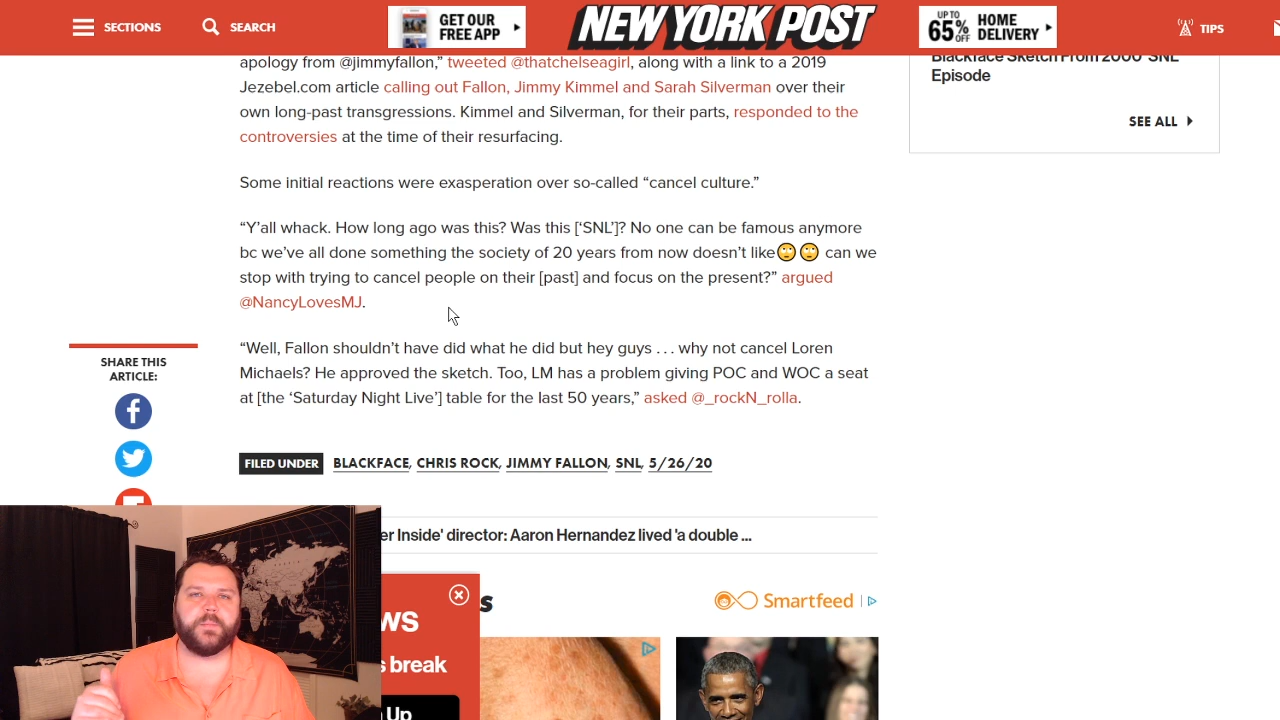 SECTIONS
SEARCH
GET OUR
FREE APP
NEW YORK POST
UP TO
65% OFF
HOME
DELIVERY
TIPS
apology from @jimmyfallon,” tweeted @thatchelseagirl, along with a link to a 2019
Jezebel.com article calling out Fallon, Jimmy Kimmel and Sarah Silverman over their
own long-past transgressions. Kimmel and Silverman, for their parts, responded to the
controversies at the time of their resurfacing.
Some initial reactions were exasperation over so-called “cancel culture.”
“Y’all whack. How long ago was this? Was this [‘SNL’]? No one can be famous anymore
bc we’ve all done something the society of 20 years from now doesn’t like🙄🙄 can we
stop with trying to cancel people on their [past] and focus on the present?” argued
@NancyLovesMJ.
“Well, Fallon shouldn’t have did what he did but hey guys . . . why not cancel Loren
Michaels? He approved the sketch. Too, LM has a problem giving POC and WOC a seat
at [the ‘Saturday Night Live’] table for the last 50 years,” asked @_rockN_rolla.
Blackface Sketch From 2000 'SNL'
Episode
SEE ALL
SHARE THIS
ARTICLE:
FILED UNDER BLACKFACE, CHRIS ROCK, JIMMY FALLON, SNL, 5/26/20
er Inside' director: Aaron Hernandez lived 'a double ...
Smartfeed
ws
s break
Up